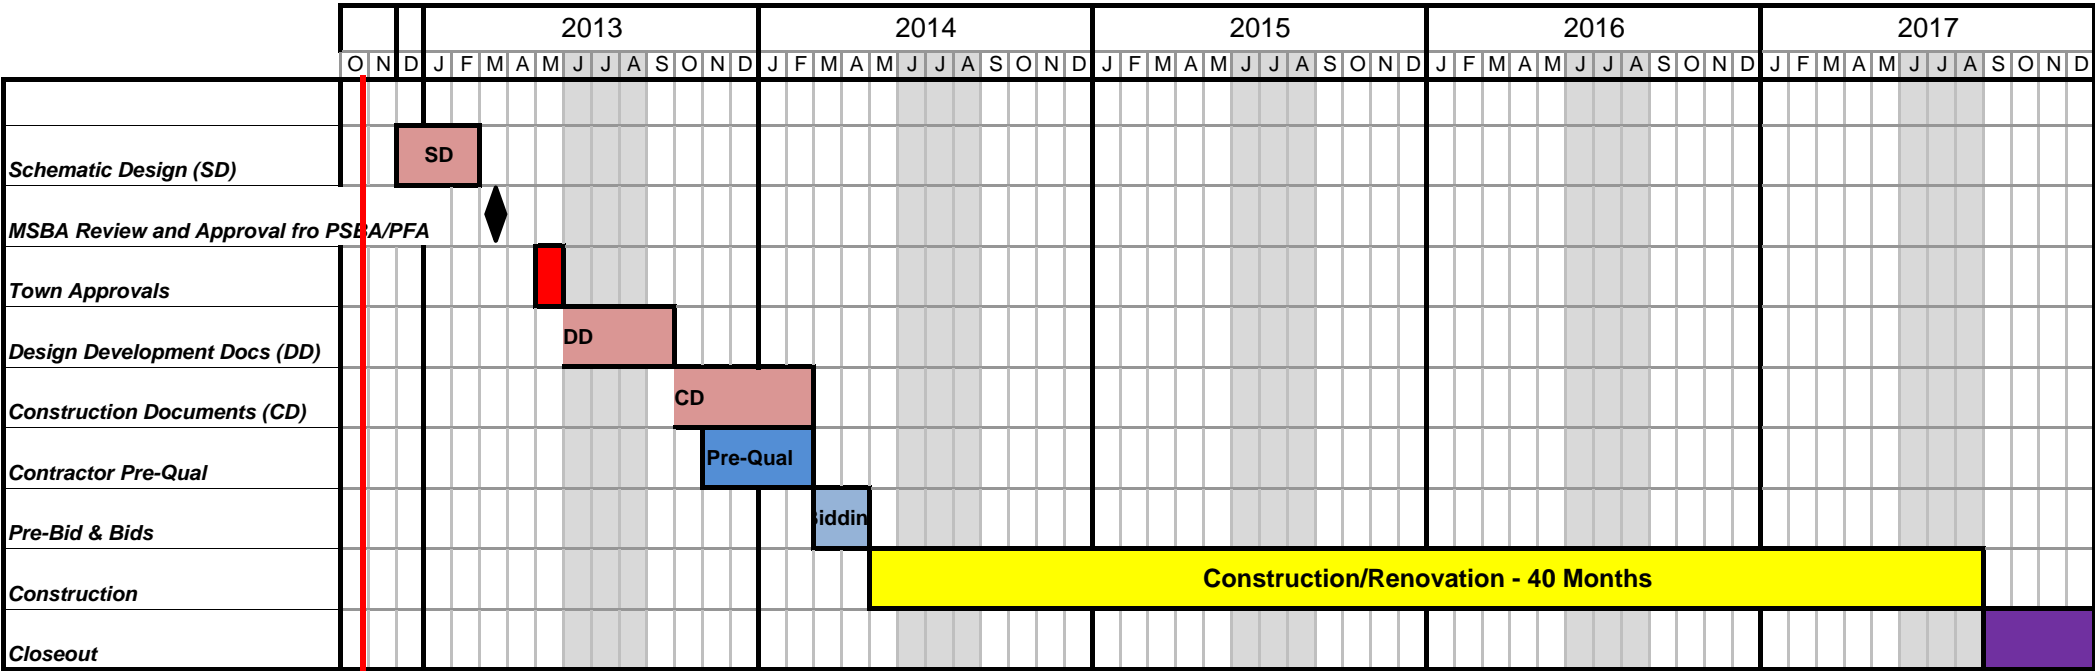 2013 2014 2015 2016 2017
O N D J F M A M J J A S O N D J F M A M J J A S O N D J F M A M J J A S O N D J F M A M J J A S O N D J F M A M J J A S O N D
Schematic Design (SD) SD
MSBA Review and Approval fro PSBA/PFA
Town Approvals
Design Development Docs (DD) DD
Construction Documents (CD) CD
Contractor Pre-Qual Pre-Qual
Pre-Bid & Bids iddin
Construction Construction/Renovation - 40 Months
Closeout